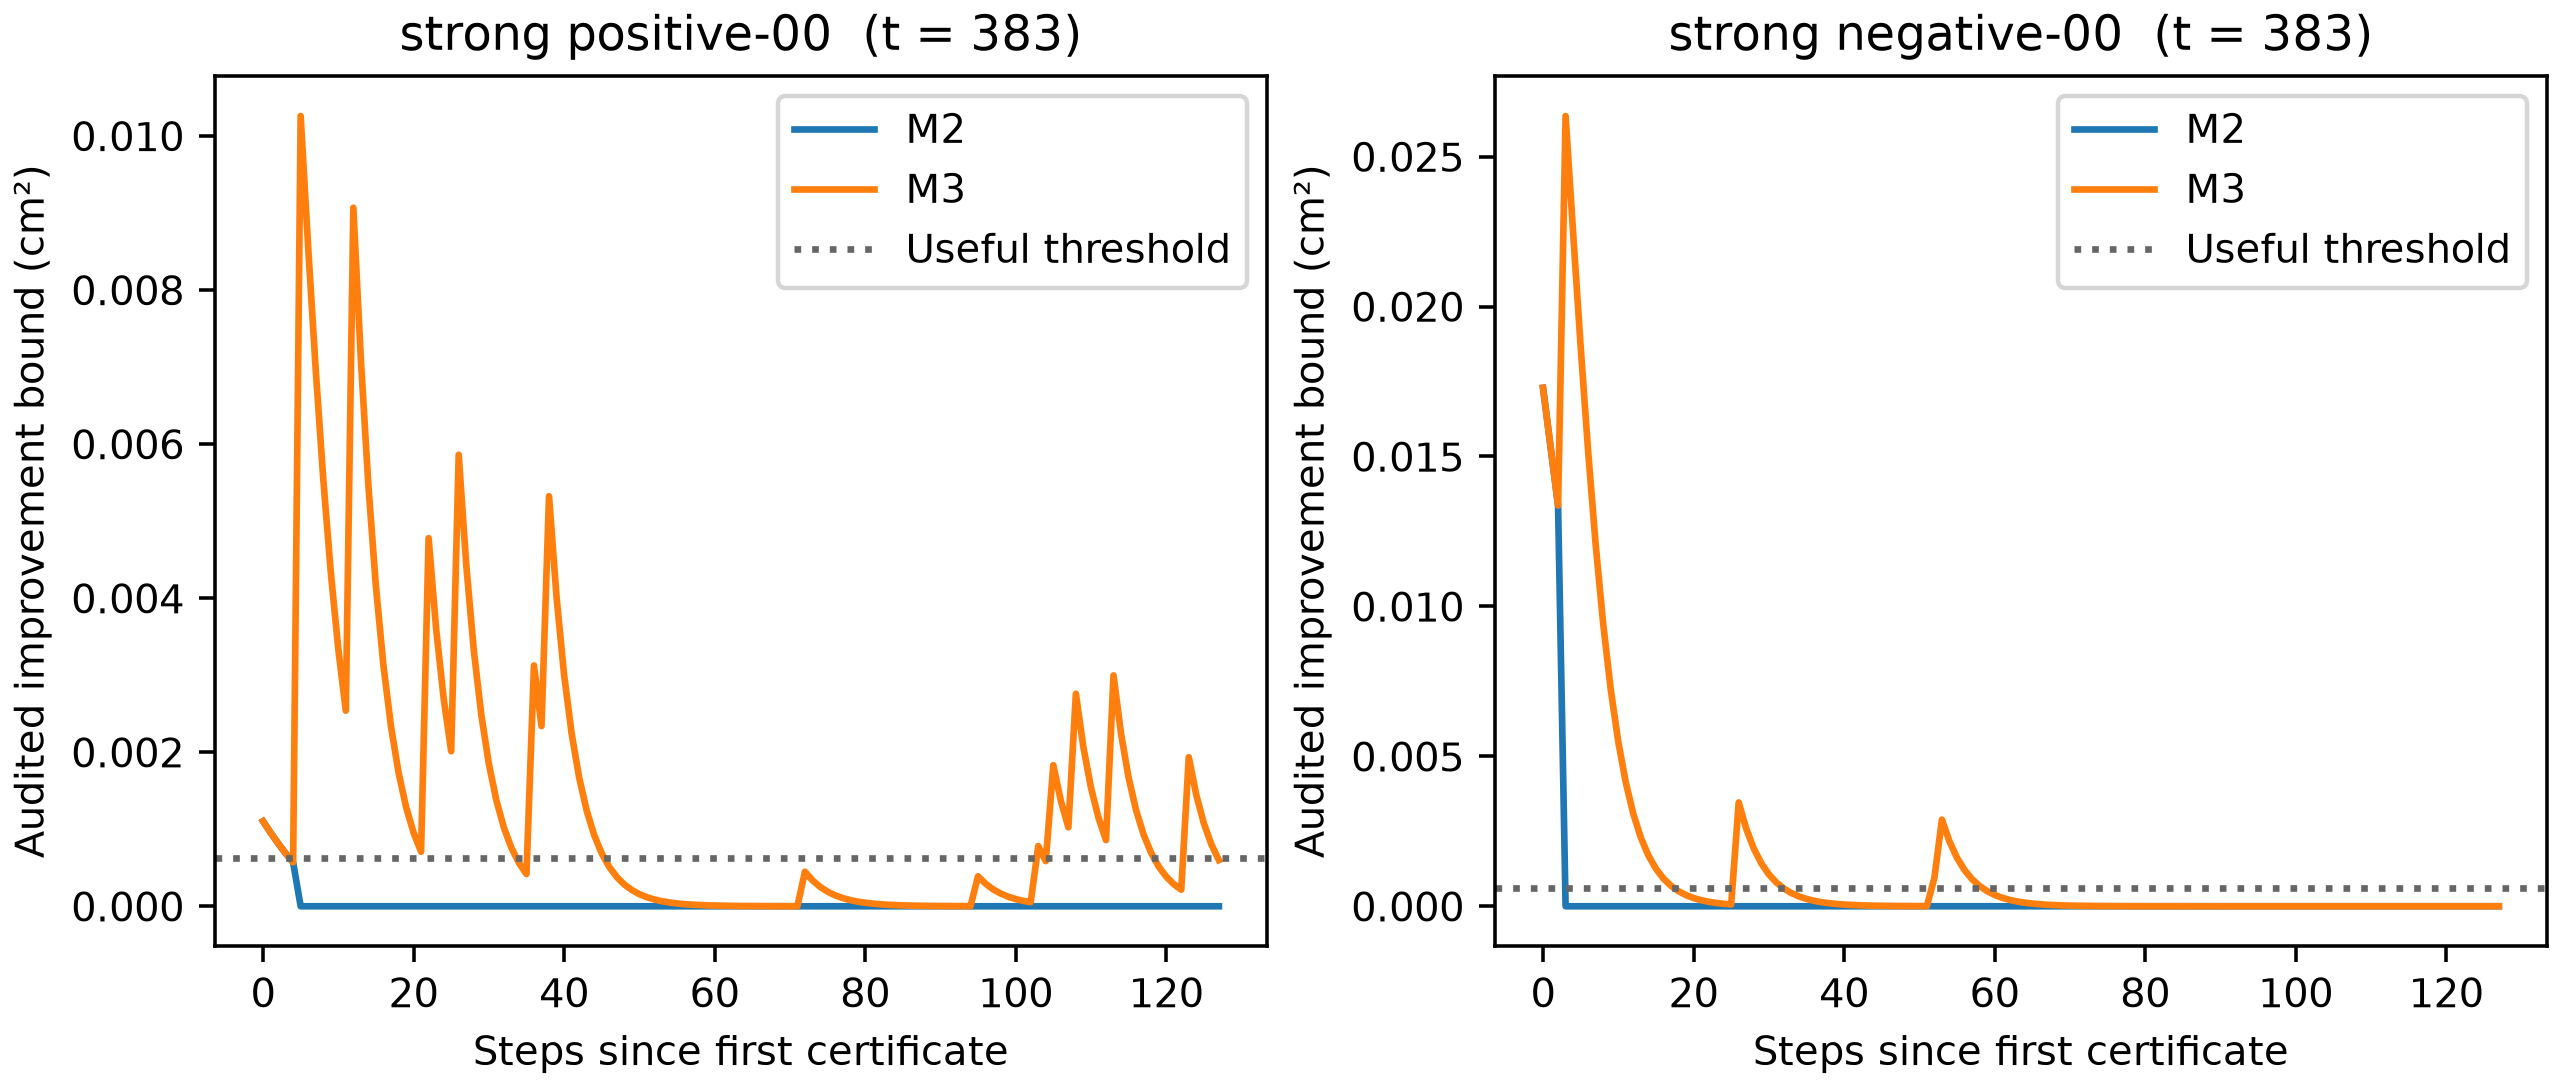 strong positive-00 (t = 383)
Audited improvement bound (cm²)
0.010
0.008
0.006
0.004
0.002
0.000
M2
M3
Useful threshold
0 20 40 60 80 100 120
Steps since first certificate
strong negative-00 (t = 383)
Audited improvement bound (cm²)
0.025
0.020
0.015
0.010
0.005
0.000
M2
M3
Useful threshold
0 20 40 60 80 100 120
Steps since first certificate